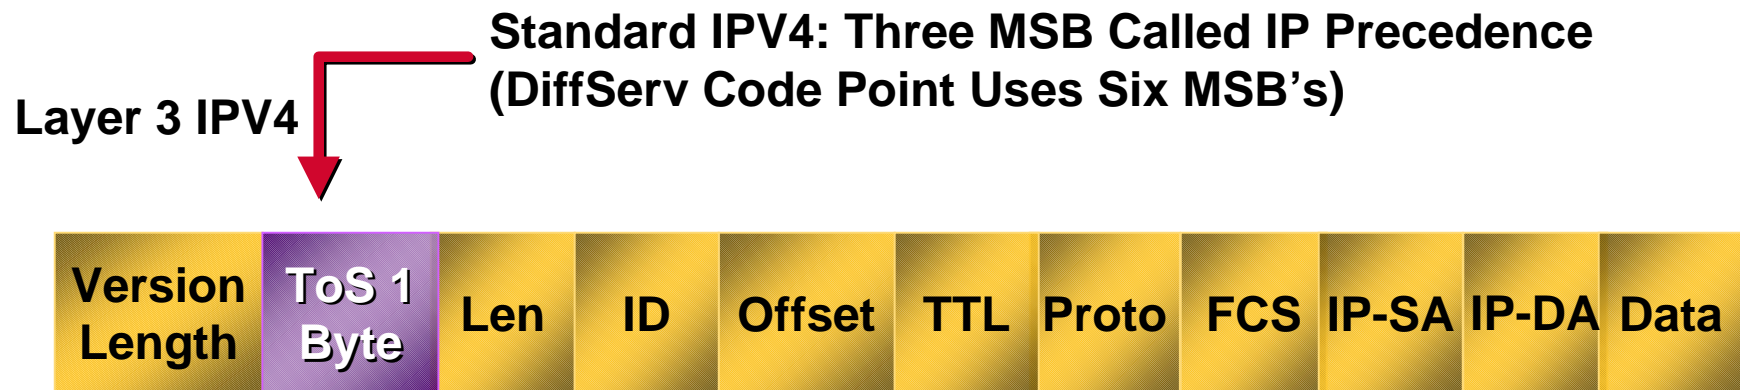 Standard IPV4: Three MSB Called IP Precedence
(DiffServ Code Point Uses Six MSB's)
Layer 3 IPV4
Version
Length
ToS 1
Byte
Len
ID
Offset
TTL
Proto
FCS
IP-SA
IP-DA
Data